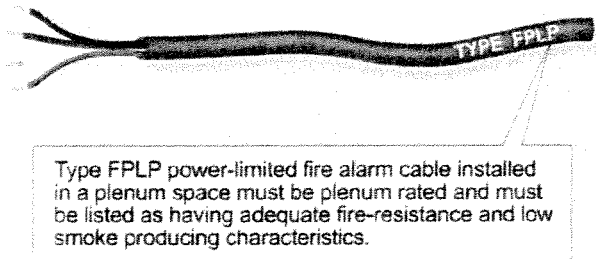 TYPE FPLP
Type FPLP power-limited fire alarm cable installed
in a plenum space must be plenum rated and must
be listed as having adequate fire-resistance and low
smoke producing characteristics.